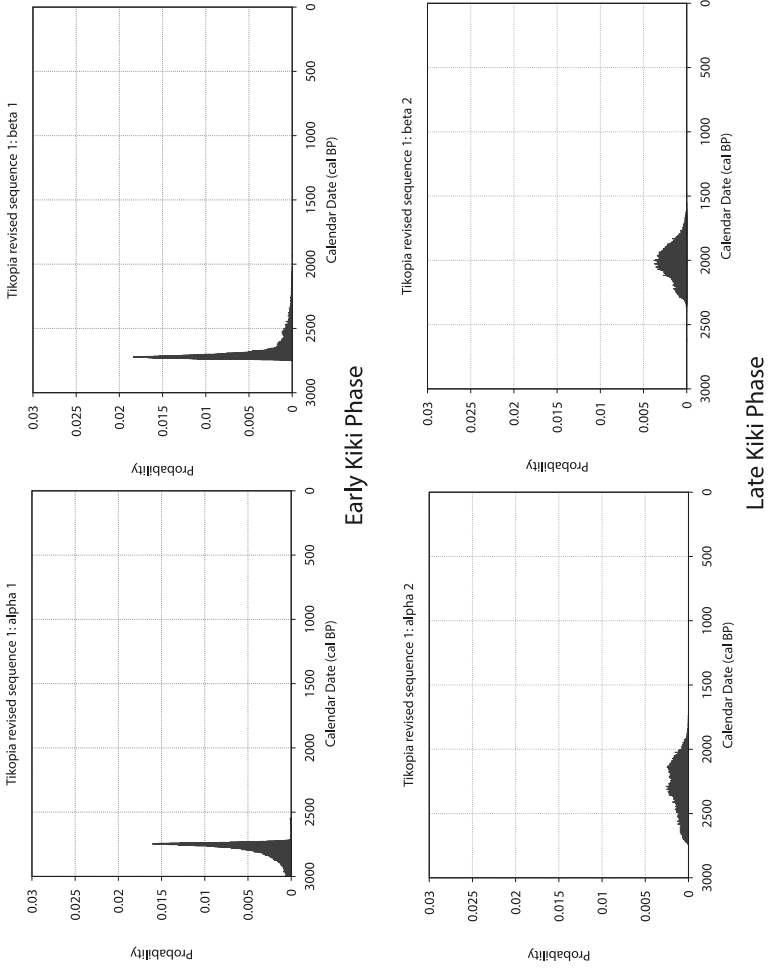 Tikopia revised sequence 1: alpha 1
0.03
0.025
0.02
0.015
0.01
0.005
0
Probability
3000 2500 2000 1500 1000 500 0
Calendar Date (cal BP)
Tikopia revised sequence 1: beta 1
0.03
0.025
0.02
0.015
0.01
0.005
0
Probability
3000 2500 2000 1500 1000 500 0
Calendar Date (cal BP)
Early Kiki Phase
Tikopia revised sequence 1: alpha 2
0.03
0.025
0.02
0.015
0.01
0.005
0
Probability
3000 2500 2000 1500 1000 500 0
Calendar Date (cal BP)
Tikopia revised sequence 1: beta 2
0.03
0.025
0.02
0.015
0.01
0.005
0
Probability
3000 2500 2000 1500 1000 500 0
Calendar Date (cal BP)
Late Kiki Phase